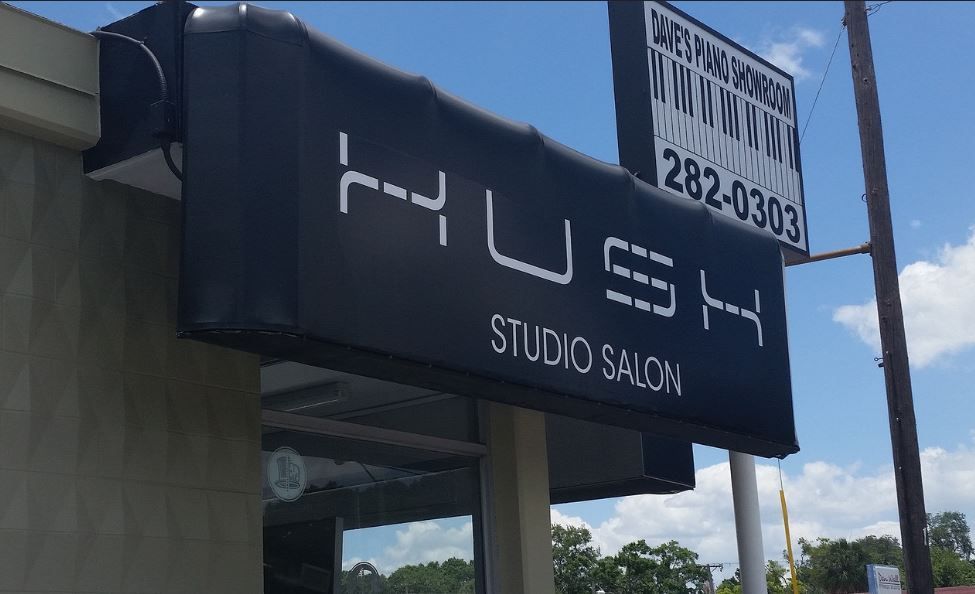 DAVE'S PIANO SHOWROOM
282-0303
HUSH
STUDIO SALON